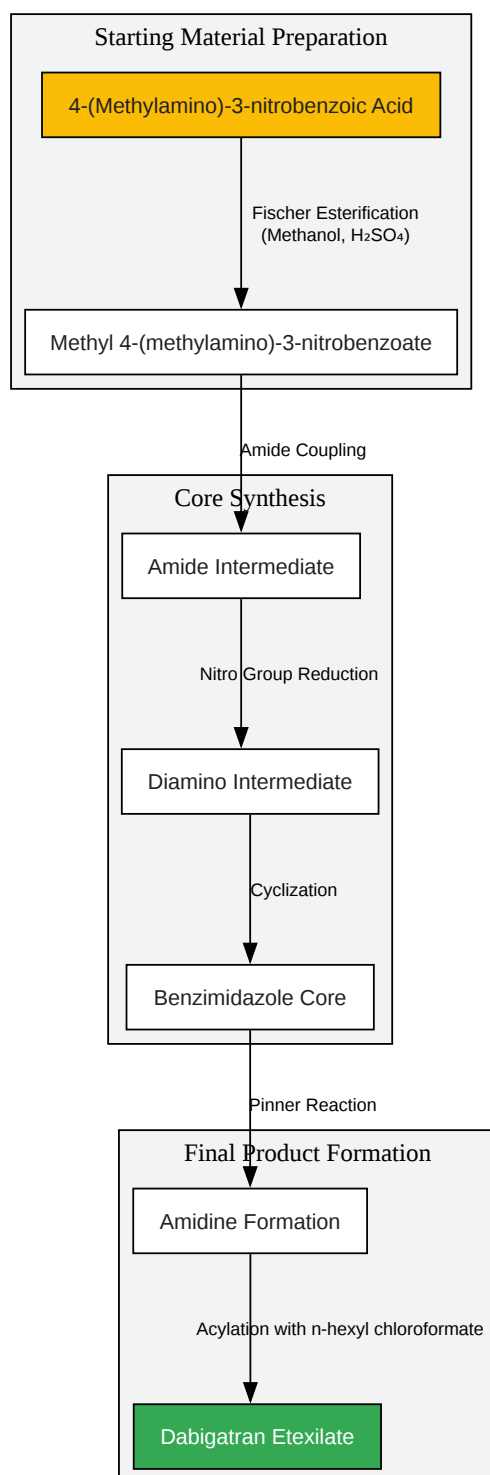 Starting Material Preparation
4-(Methylamino)-3-nitrobenzoic Acid
Fischer Esterification
(Methanol, H₂SO₄)
Methyl 4-(methylamino)-3-nitrobenzoate
Amide Coupling
Core Synthesis
Amide Intermediate
Nitro Group Reduction
Diamino Intermediate
Cyclization
Benzimidazole Core
Pinner Reaction
Final Product Formation
Amidine Formation
Acylation with n-hexyl chloroformate
Dabigatran Etexilate